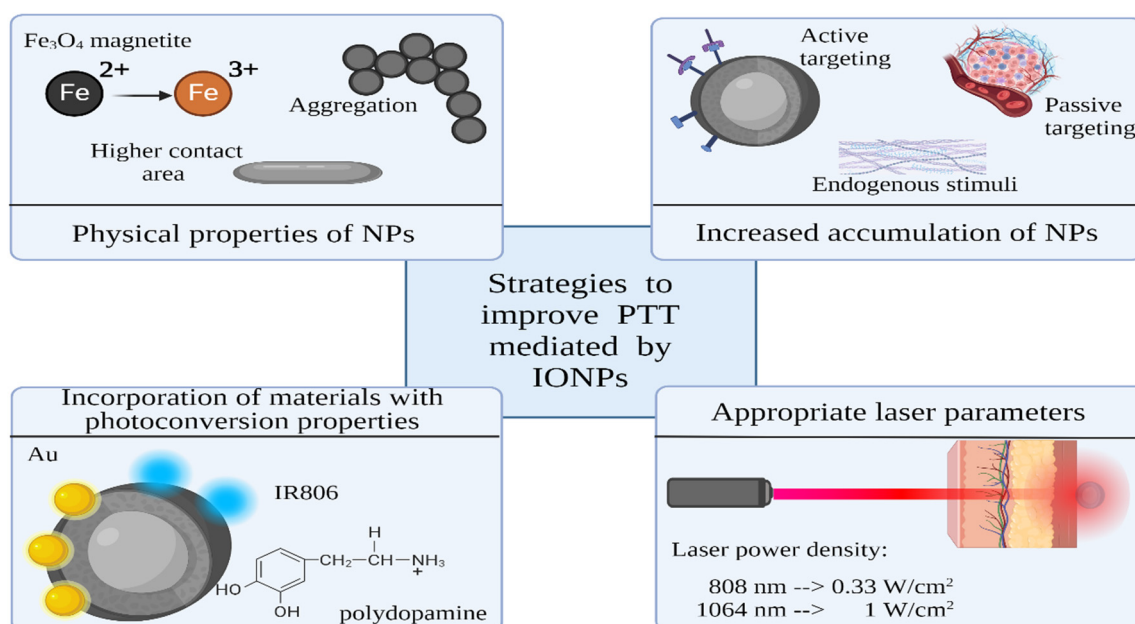 Fe₃O₄ magnetite
2+
3+
Fe
Fe
Aggregation
Higher contact
area
Physical properties of NPs
Active
targeting
Passive
targeting
Endogenous stimuli
Increased accumulation of NPs
Strategies to
improve PTT
mediated by
IONPs
Incorporation of materials with
photoconversion properties
Au
IR806
H
CH₂—CH—NH₃
+
HO
OH
polydopamine
Appropriate laser parameters
Laser power density:
808 nm --> 0.33 W/cm²
1064 nm --> 1 W/cm²